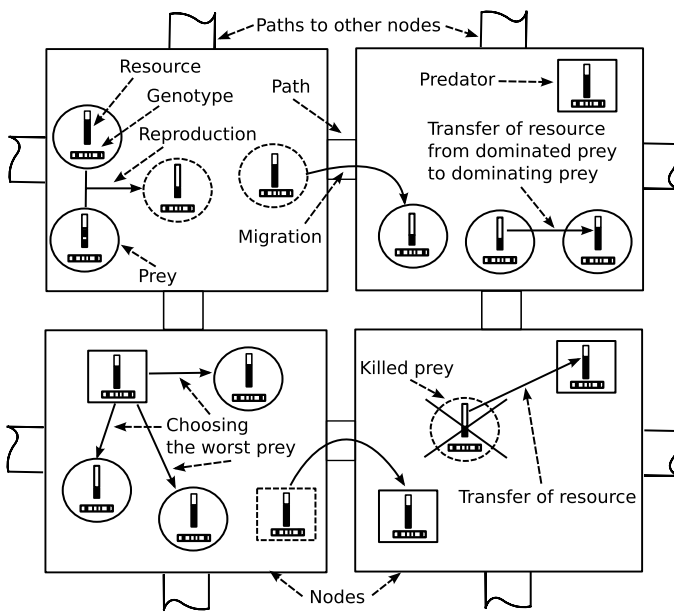 Paths to other nodes
Resource
Genotype
Reproduction
Path
Migration
Prey
Predator
Transfer of resource
from dominated prey
to dominating prey
Choosing
the worst prey
Killed prey
Transfer of resource
Nodes